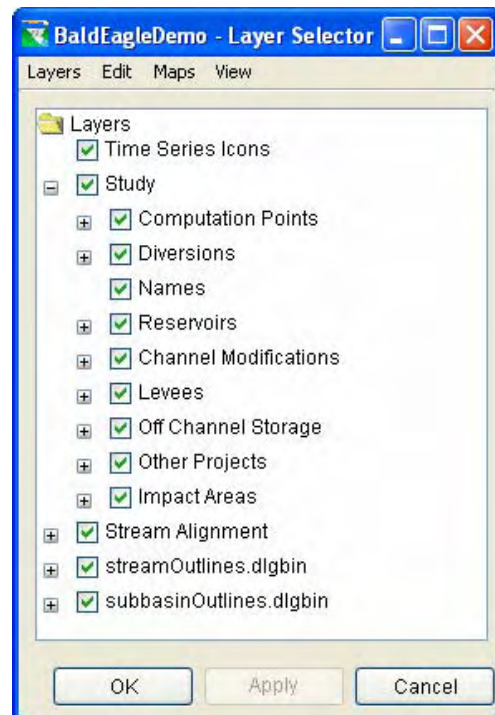 BaldEagleDemo - Layer Selector
Layers Edit Maps View
Layers
Time Series Icons
Study
Computation Points
Diversions
Names
Reservoirs
Channel Modifications
Levees
Off Channel Storage
Other Projects
Impact Areas
Stream Alignment
streamOutlines.dlgbin
subbasinOutlines.dlgbin
OK Apply Cancel